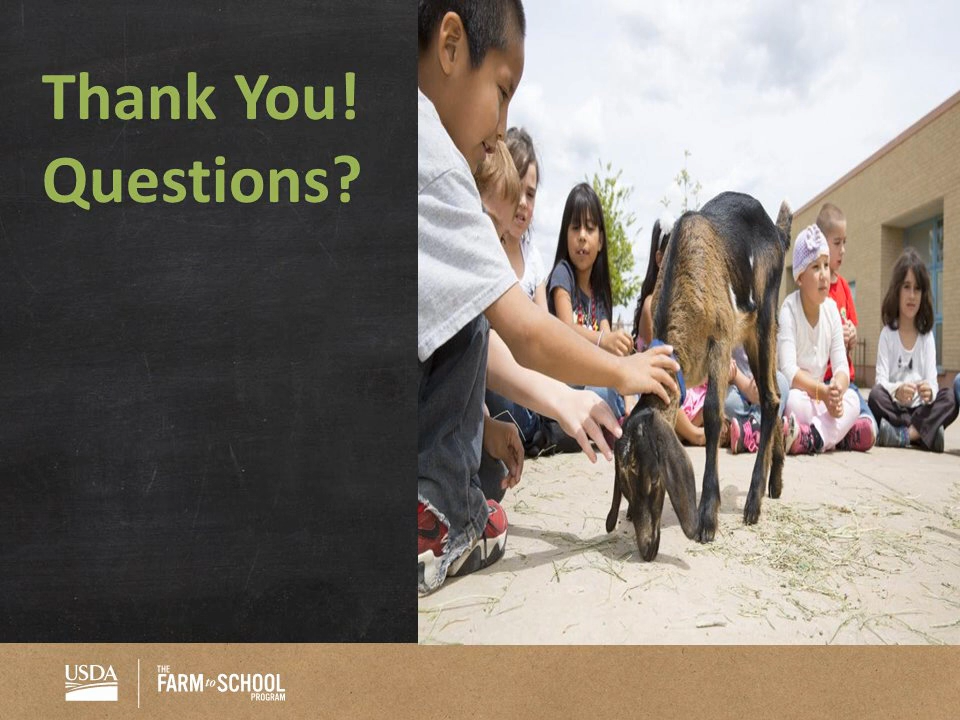 Thank You!
Questions?
USDA
THE
FARM to SCHOOL
PROGRAM